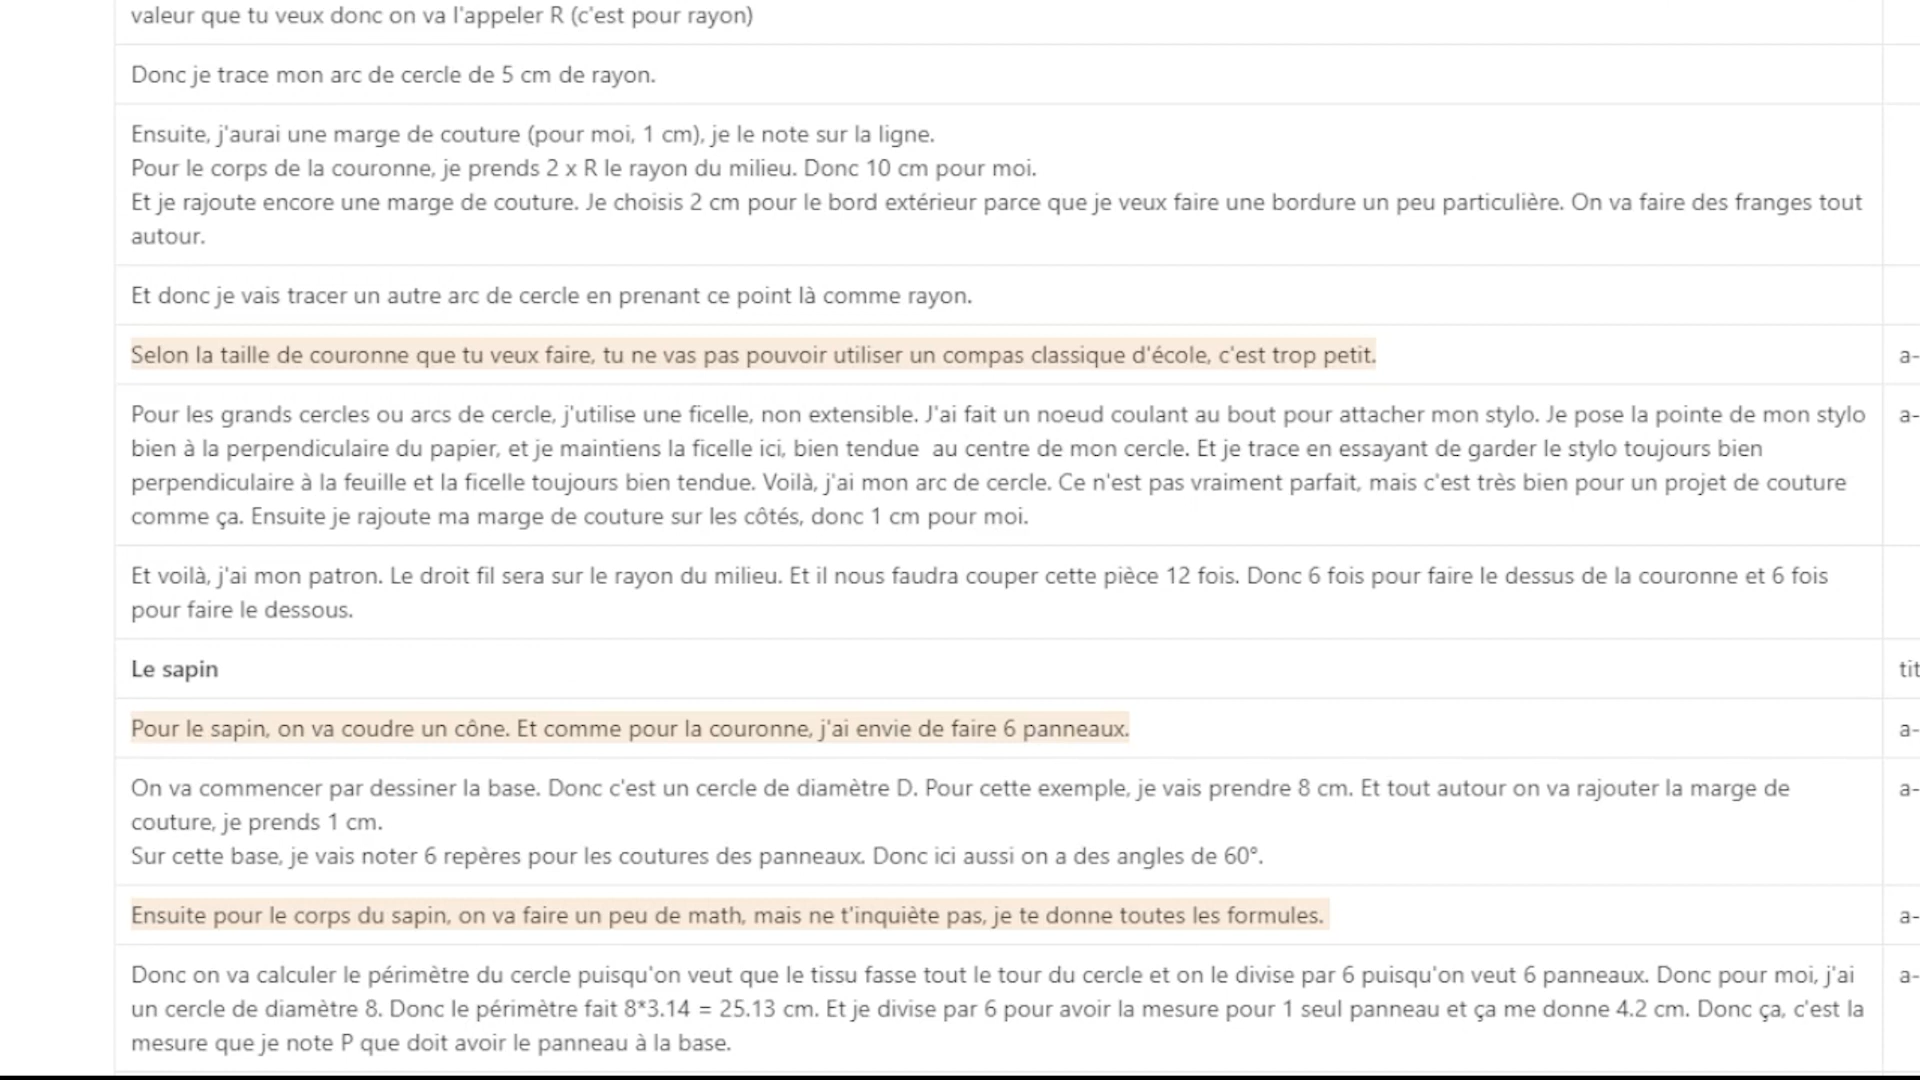 valeur que tu veux donc on va l'appeler R (c'est pour rayon)
Donc je trace mon arc de cercle de 5 cm de rayon.
Ensuite, j'aurai une marge de couture (pour moi, 1 cm), je le note sur la ligne.
Pour le corps de la couronne, je prends 2 x R le rayon du milieu. Donc 10 cm pour moi.
Et je rajoute encore une marge de couture. Je choisis 2 cm pour le bord extérieur parce que je veux faire une bordure un peu particulière. On va faire des franges tout
autour.
Et donc je vais tracer un autre arc de cercle en prenant ce point là comme rayon.
Selon la taille de couronne que tu veux faire, tu ne vas pas pouvoir utiliser un compas classique d'école, c'est trop petit.
a-
Pour les grands cercles ou arcs de cercle, j'utilise une ficelle, non extensible. J'ai fait un noeud coulant au bout pour attacher mon stylo. Je pose la pointe de mon stylo
a-
bien à la perpendiculaire du papier, et je maintiens la ficelle ici, bien tendue  au centre de mon cercle. Et je trace en essayant de garder le stylo toujours bien
perpendiculaire à la feuille et la ficelle toujours bien tendue. Voilà, j'ai mon arc de cercle. Ce n'est pas vraiment parfait, mais c'est très bien pour un projet de couture
comme ça. Ensuite je rajoute ma marge de couture sur les côtés, donc 1 cm pour moi.
Et voilà, j'ai mon patron. Le droit fil sera sur le rayon du milieu. Et il nous faudra couper cette pièce 12 fois. Donc 6 fois pour faire le dessus de la couronne et 6 fois
pour faire le dessous.
Le sapin
tit
Pour le sapin, on va coudre un cône. Et comme pour la couronne, j'ai envie de faire 6 panneaux.
a-
On va commencer par dessiner la base. Donc c'est un cercle de diamètre D. Pour cette exemple, je vais prendre 8 cm. Et tout autour on va rajouter la marge de
a-
couture, je prends 1 cm.
Sur cette base, je vais noter 6 repères pour les coutures des panneaux. Donc ici aussi on a des angles de 60°.
Ensuite pour le corps du sapin, on va faire un peu de math, mais ne t'inquiète pas, je te donne toutes les formules.
a-
Donc on va calculer le périmètre du cercle puisqu'on veut que le tissu fasse tout le tour du cercle et on le divise par 6 puisqu'on veut 6 panneaux. Donc pour moi, j'ai
a-
un cercle de diamètre 8. Donc le périmètre fait 8*3.14 = 25.13 cm. Et je divise par 6 pour avoir la mesure pour 1 seul panneau et ça me donne 4.2 cm. Donc ça, c'est la
mesure que je note P que doit avoir le panneau à la base.